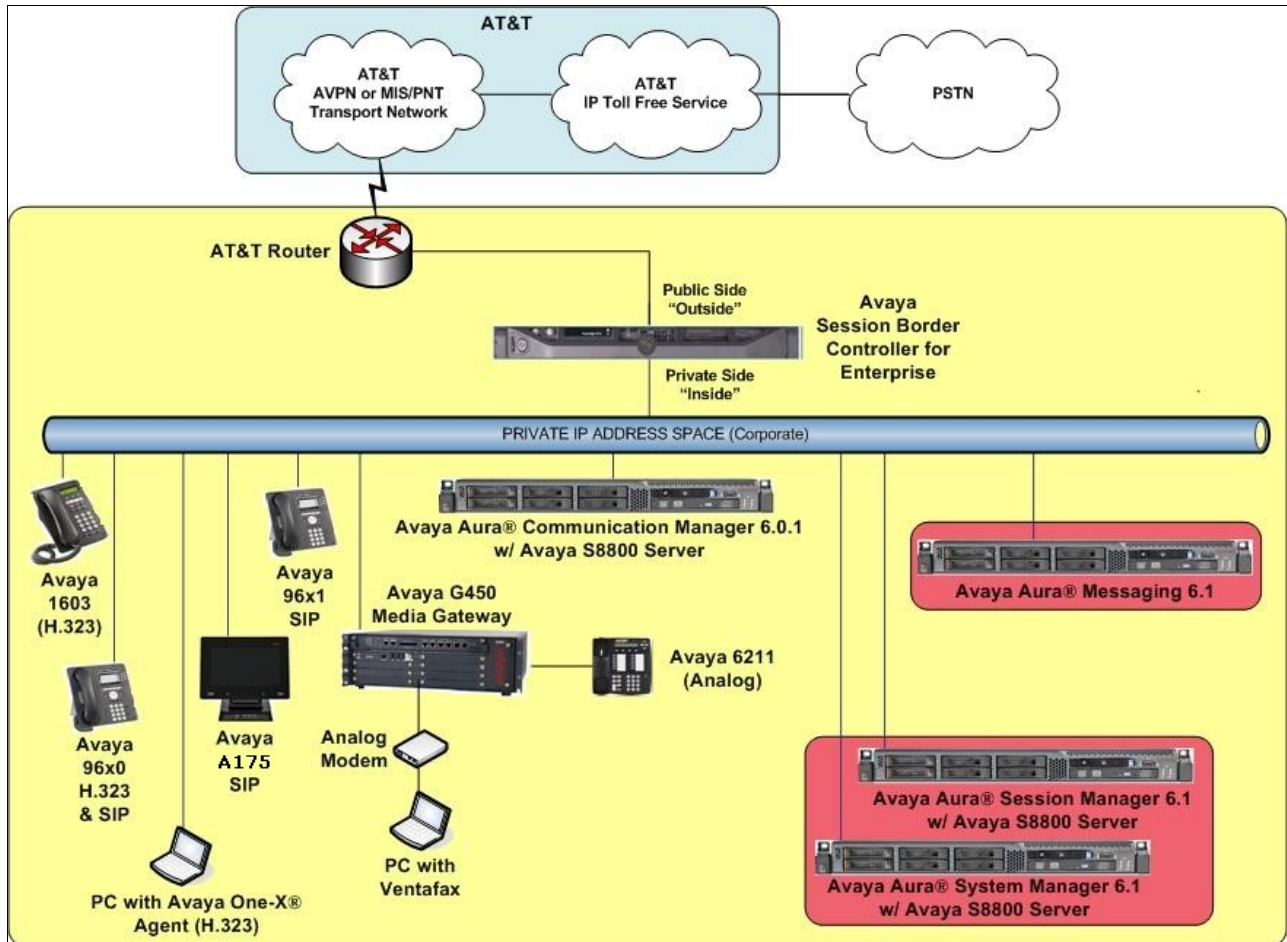 AT&T
AT&T
AVPN or MIS/PNT
Transport Network
AT&T
IP Toll Free Service
PSTN
AT&T Router
Public Side
“Outside”
Avaya
Session Border
Controller for
Enterprise
Private Side
“Inside”
PRIVATE IP ADDRESS SPACE (Corporate)
Avaya
1603
(H.323)
Avaya
96x1
SIP
Avaya Aura® Communication Manager 6.0.1
w/ Avaya S8800 Server
Avaya Aura® Messaging 6.1
Avaya G450
Media Gateway
Avaya 6211
(Analog)
Avaya
96x0
H.323
& SIP
Avaya
A175
SIP
Analog
Modem
PC with
Ventafax
PC with Avaya One-X®
Agent (H.323)
Avaya Aura® Session Manager 6.1
w/ Avaya S8800 Server
Avaya Aura® System Manager 6.1
w/ Avaya S8800 Server